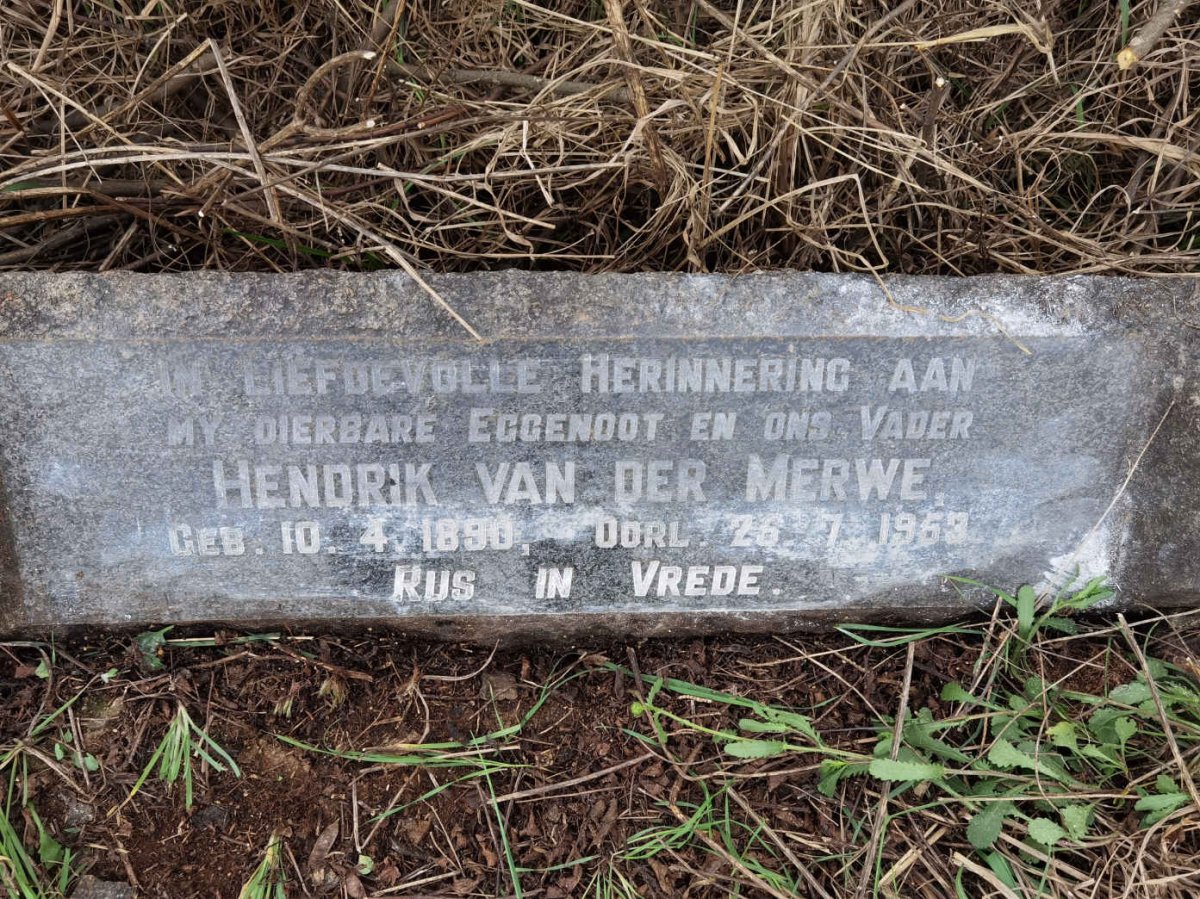 IN LIEFDEVOLLE HERINNERING AAN
MY DIERBARE EGGENOOT EN ONS VADER
HENDRIK VAN DER MERWE.
GEB. 10. 4. 1890, OORL. 26. 7. 1963.
RUS IN VREDE.